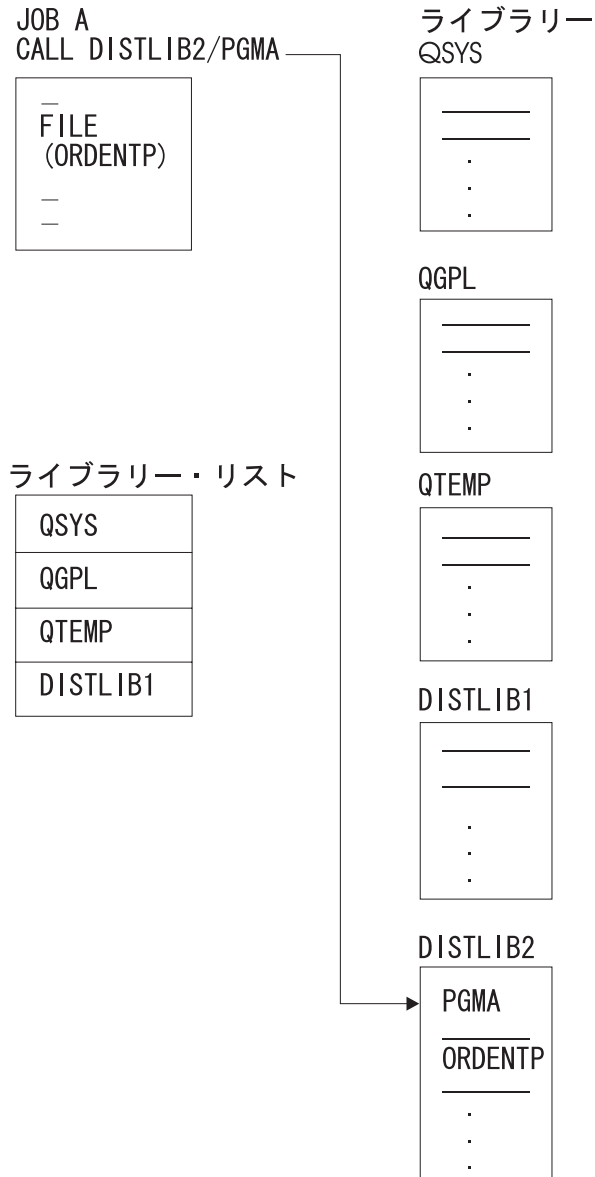 JOB A
CALL DISTLIB2/PGMA
FILE
(ORDENTP)
ライブラリー・リスト
QSYS
QGPL
QTEMP
DISTLIB1
ライブラリー
QSYS
QGPL
QTEMP
DISTLIB1
DISTLIB2
PGMA
ORDENTP